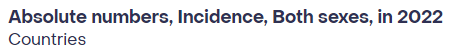 Absolute numbers, Incidence, Both sexes, in 2022
Countries